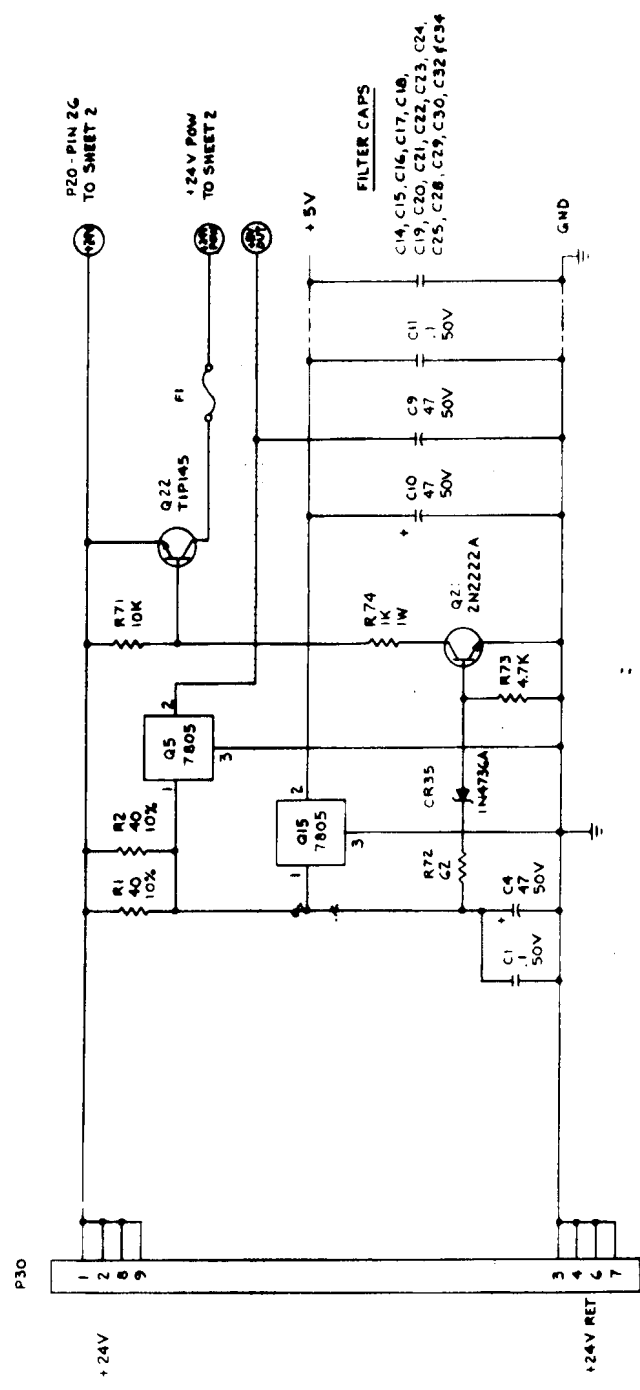 P30
+24V
1
2
8
9
+24V RET
3
4
6
7
R1
40
10%
R2
40
10%
Q5
7805
1
2
3
R71
10K
Q22
TIP145
F1
P20-PIN 26
TO SHEET 2
+24V POW
TO SHEET 2
+24V
Q15
7805
1
2
3
+5V
R72
62
CR35
1N4736A
R73
4.7K
R74
1K
1W
2N2222A
C1
.1
50V
+
C4
47
50V
+
C10
47
50V
C9
47
50V
C11
.1
50V
FILTER CAPS
C14, C15, C16, C17, C18,
C19, C20, C21, C22, C23, C24,
C25, C28, C29, C30, C32 & C34
GND